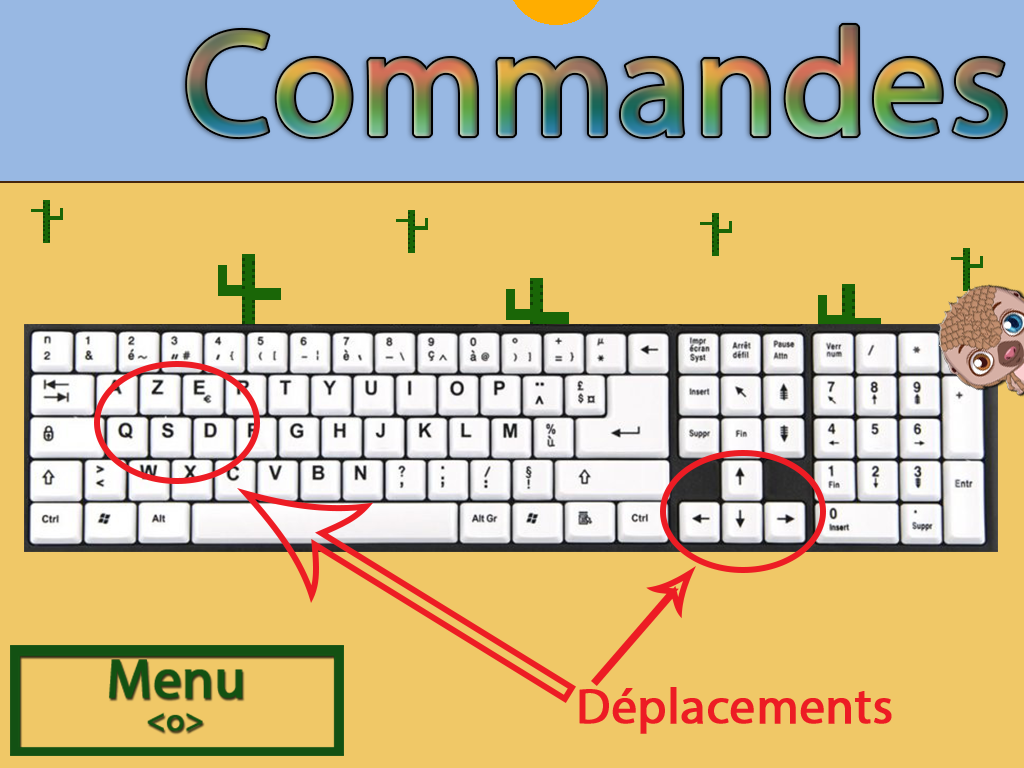 Commandes
1 2 3 4 5 6 7 8 9 0 ° + µ
2 & é~ "# '{ ([ -| è` _\ ç^ à@ )] =} *
Impr écran Syst
Arrêt défil
Pause Attn
Verr num
/ *
A Z E R T Y U I O P ¨ £
€ ^ $¤
Insert
7 8 9 +
Q S D F G H J K L M % ù
Suppr Fin
4 5 6
> < W X C V B N ? , . ; / : § !
1 Fin 2 3
Entr
Ctrl Alt Alt Gr Ctrl
0 Insert
. Suppr
Menu
<o>
Déplacements